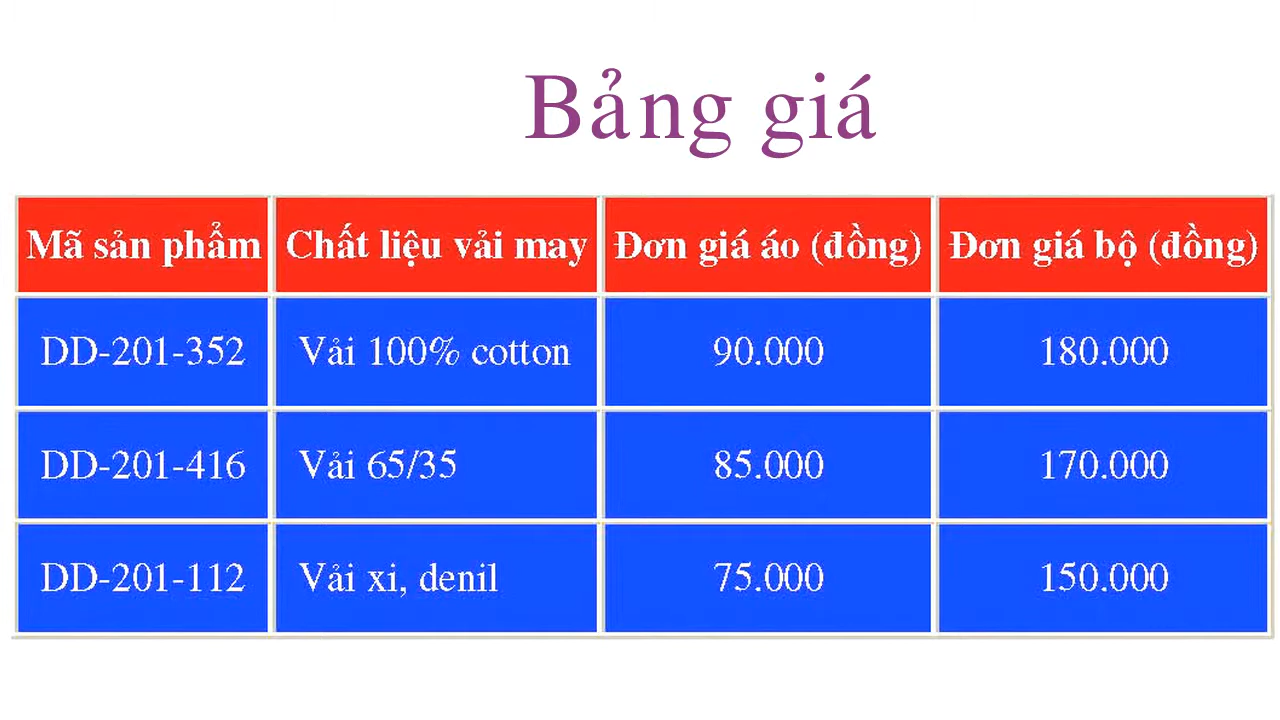 Bảng giá
Mã sản phẩm Chất liệu vải may Đơn giá áo (đồng) Đơn giá bộ (đồng)
DD-201-352 Vải 100% cotton 90.000 180.000
DD-201-416 Vải 65/35 85.000 170.000
DD-201-112 Vải xi, denil 75.000 150.000